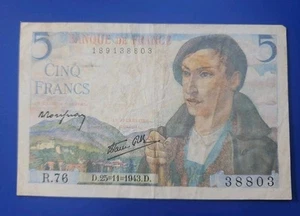 BANQUE DE FRANCE
5 5
189138803
CINQ
FRANCS
R.76 D.25-11-1943.D. 38803